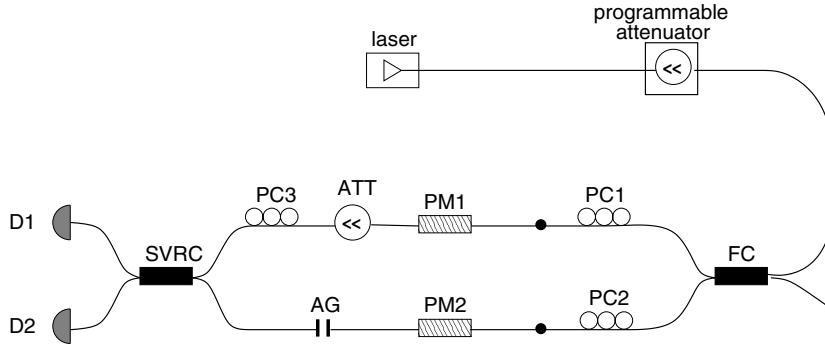 programmable
attenuator
laser
<<
PC3
ATT
PM1
PC1
D1
<<
SVRC
FC
AG
PM2
PC2
D2